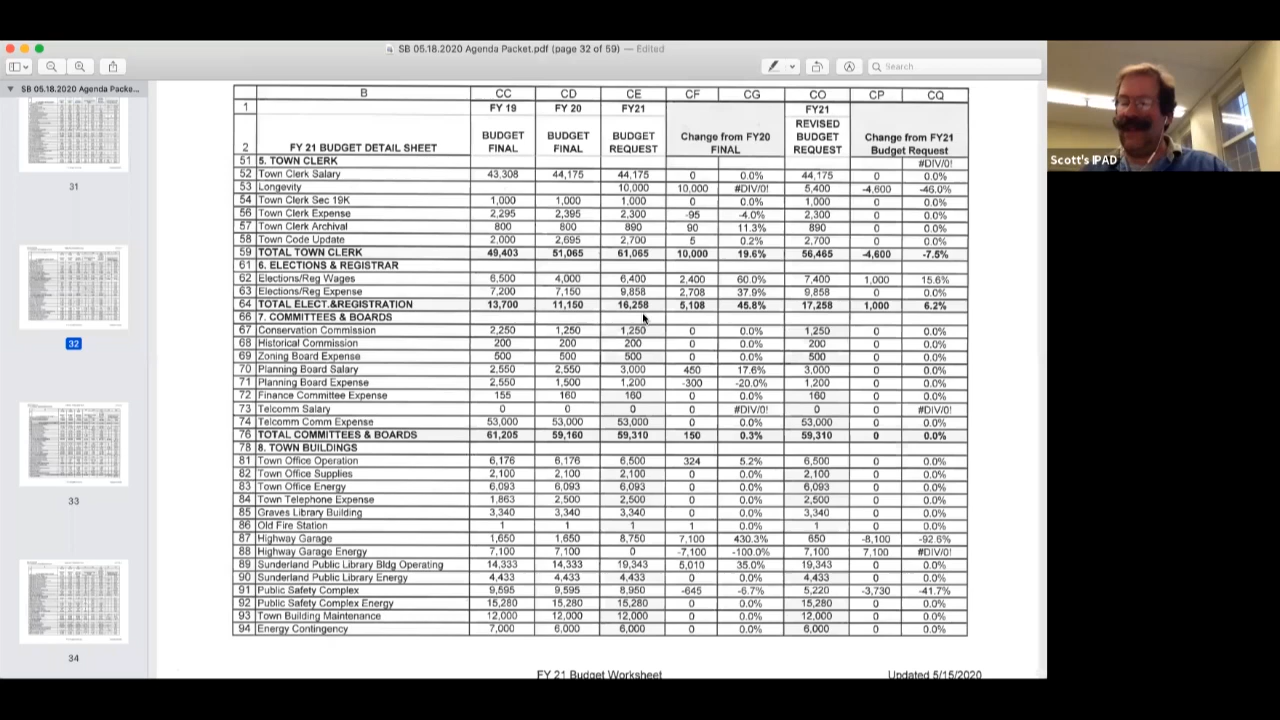 SB 05.18.2020 Agenda Packet.pdf (page 32 of 59) — Edited
Search
SB 05.18.2020 Agenda Packe...
31
32
33
34
B CC CD CE CF CG CO CP CQ
1 FY 19 FY 20 FY21 FY21
2 FY 21 BUDGET DETAIL SHEET BUDGET FINAL BUDGET FINAL BUDGET REQUEST Change from FY20 FINAL REVISED BUDGET REQUEST Change from FY21 Budget Request
51 5. TOWN CLERK #DIV/0!
52 Town Clerk Salary 43,308 44,175 44,175 0 0.0% 44,175 0 0.0%
53 Longevity 10,000 10,000 #DIV/0! 5,400 -4,600 -46.0%
54 Town Clerk Sec 19K 1,000 1,000 1,000 0 0.0% 1,000 0 0.0%
56 Town Clerk Expense 2,295 2,395 2,300 -95 -4.0% 2,300 0 0.0%
57 Town Clerk Archival 800 800 890 90 11.3% 890 0 0.0%
58 Town Code Update 2,000 2,695 2,700 5 0.2% 2,700 0 0.0%
59 TOTAL TOWN CLERK 49,403 51,065 61,065 10,000 19.6% 56,465 -4,600 -7.5%
61 6. ELECTIONS & REGISTRAR
62 Elections/Reg Wages 6,500 4,000 6,400 2,400 60.0% 7,400 1,000 15.6%
63 Elections/Reg Expense 7,200 7,150 9,858 2,708 37.9% 9,858 0 0.0%
64 TOTAL ELECT.&REGISTRATION 13,700 11,150 16,258 5,108 45.8% 17,258 1,000 6.2%
66 7. COMMITTEES & BOARDS
67 Conservation Commission 2,250 1,250 1,250 0 0.0% 1,250 0 0.0%
68 Historical Commission 200 200 200 0 0.0% 200 0 0.0%
69 Zoning Board Expense 500 500 500 0 0.0% 500 0 0.0%
70 Planning Board Salary 2,550 2,550 3,000 450 17.6% 3,000 0 0.0%
71 Planning Board Expense 2,550 1,500 1,200 -300 -20.0% 1,200 0 0.0%
72 Finance Committee Expense 155 160 160 0 0.0% 160 0 0.0%
73 Telcomm Salary 0 0 0 0 #DIV/0! 0 0 #DIV/0!
74 Telcomm Comm Expense 53,000 53,000 53,000 0 0.0% 53,000 0 0.0%
76 TOTAL COMMITTEES & BOARDS 61,205 59,160 59,310 150 0.3% 59,310 0 0.0%
78 8. TOWN BUILDINGS
81 Town Office Operation 6,176 6,176 6,500 324 5.2% 6,500 0 0.0%
82 Town Office Supplies 2,100 2,100 2,100 0 0.0% 2,100 0 0.0%
83 Town Office Energy 6,093 6,093 6,093 0 0.0% 6,093 0 0.0%
84 Town Telephone Expense 1,863 2,500 2,500 0 0.0% 2,500 0 0.0%
85 Graves Library Building 3,340 3,340 3,340 0 0.0% 3,340 0 0.0%
86 Old Fire Station 1 1 1 1 0.0% 1 0 0.0%
87 Highway Garage 1,650 1,650 8,750 7,100 430.3% 650 -8,100 -92.6%
88 Highway Garage Energy 7,100 7,100 0 -7,100 -100.0% 7,100 7,100 #DIV/0!
89 Sunderland Public Library Bldg Operating 14,333 14,333 19,343 5,010 35.0% 19,343 0 0.0%
90 Sunderland Public Library Energy 4,433 4,433 4,433 0 0.0% 4,433 0 0.0%
91 Public Safety Complex 9,595 9,595 8,950 -645 -6.7% 5,220 -3,730 -41.7%
92 Public Safety Complex Energy 15,280 15,280 15,280 0 0.0% 15,280 0 0.0%
93 Town Building Maintenance 12,000 12,000 12,000 0 0.0% 12,000 0 0.0%
94 Energy Contingency 7,000 6,000 6,000 0 0.0% 6,000 0 0.0%
FY 21 Budget Worksheet Updated 5/15/2020
Scott's IPAD